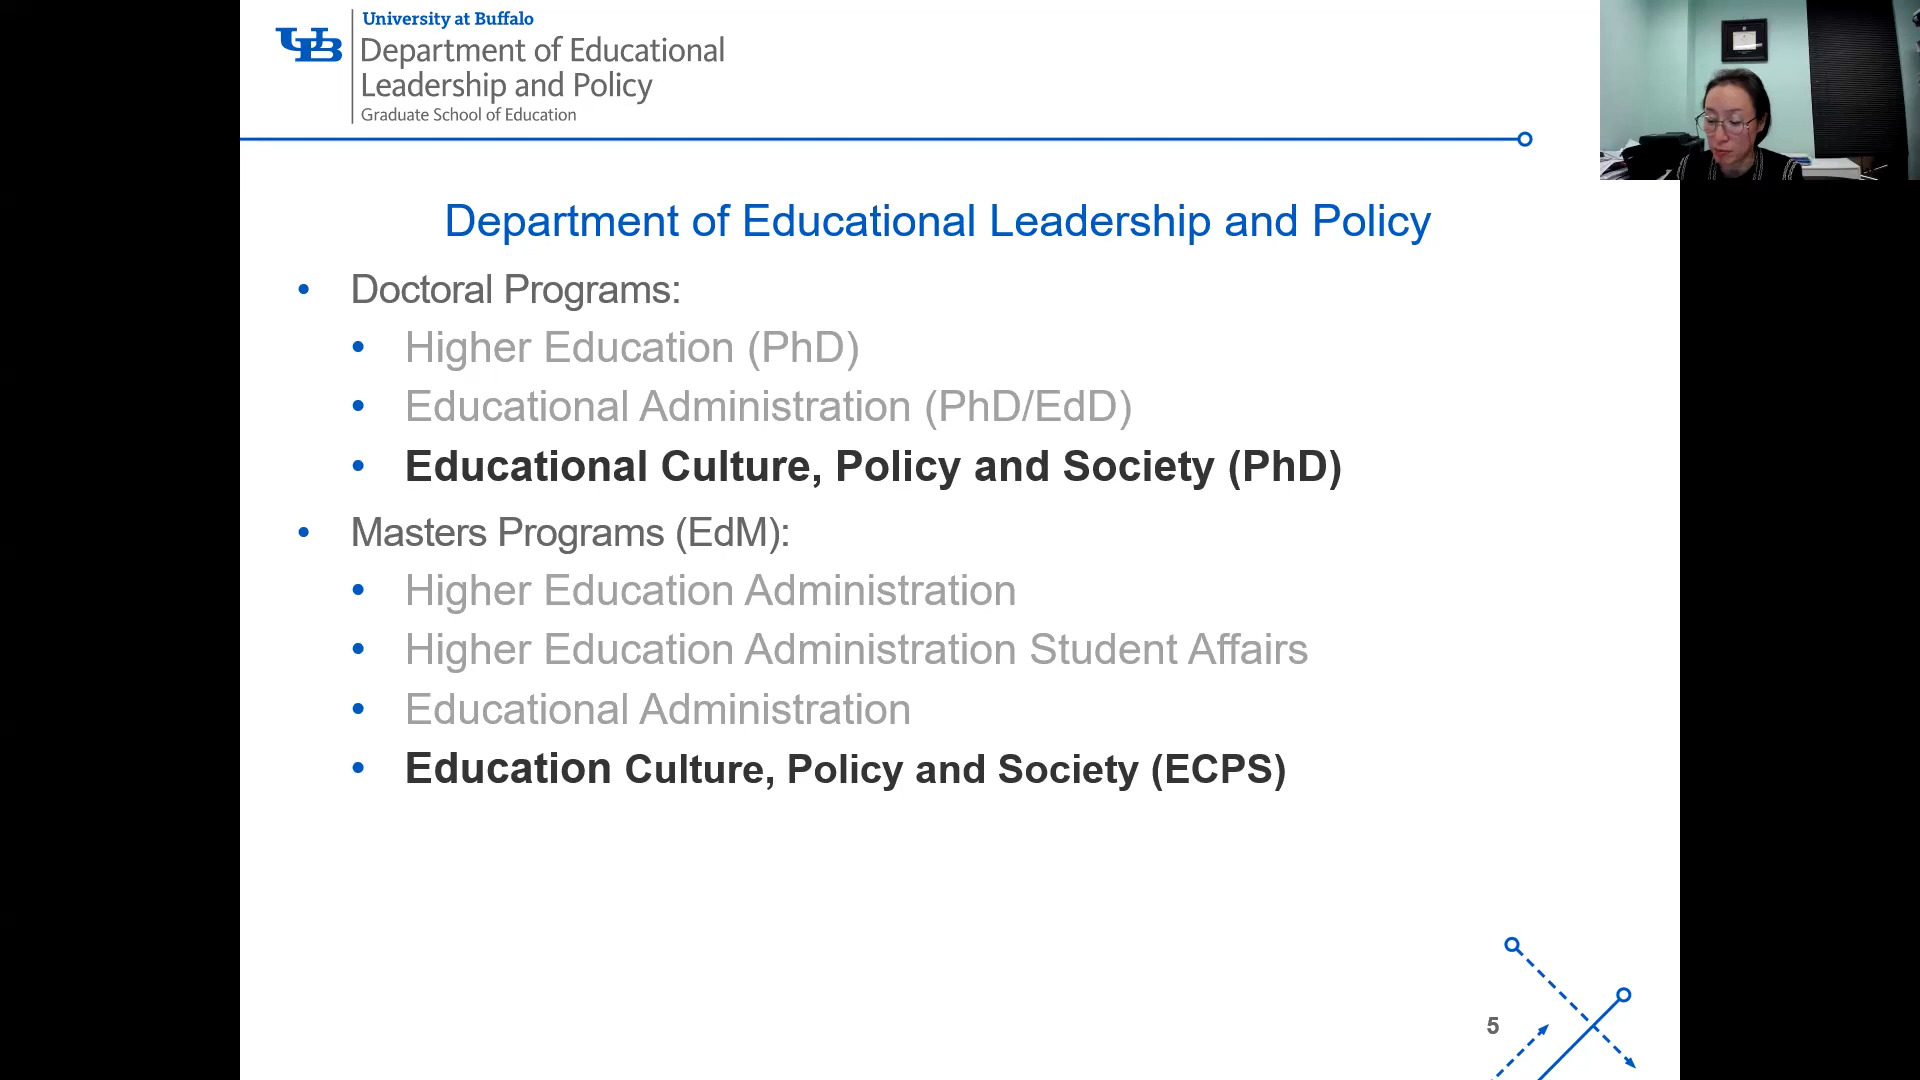 University at Buffalo
UB
Department of Educational
Leadership and Policy
Graduate School of Education
Department of Educational Leadership and Policy
• Doctoral Programs:
• Higher Education (PhD)
• Educational Administration (PhD/EdD)
• Educational Culture, Policy and Society (PhD)
• Masters Programs (EdM):
• Higher Education Administration
• Higher Education Administration Student Affairs
• Educational Administration
• Education Culture, Policy and Society (ECPS)
5